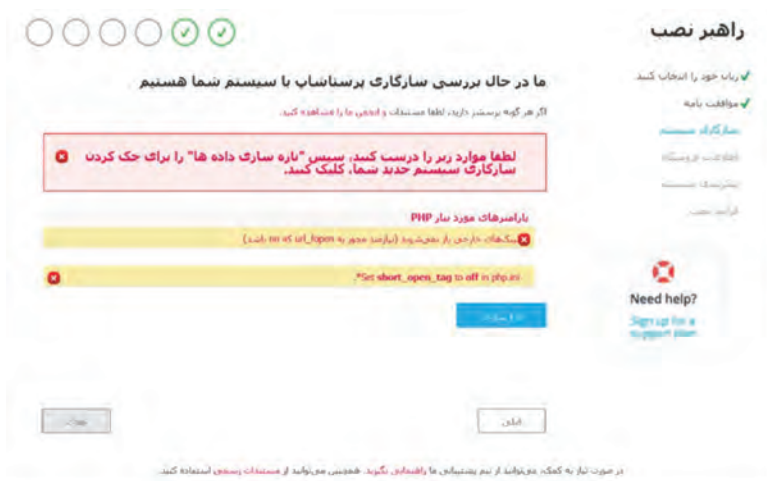 راهبر نصب
زبان خود را انتخاب کنید
موافقت نامه
سازگاری سیستم
اطلاعات فروشگاه
فرآیند نصب
Need help?
Sign up for a
support plan
ما در حال بررسی سازگاری پرستاشاپ با سیستم شما هستیم
اگر هر گونه پرسشی دارید، لطفا مستندات و انجمن ما را مشاهده کنید.
لطفا موارد زیر را درست کنید، سپس "تازه سازی داده ها" را برای چک کردن
سازگاری سیستم جدید شما، کلیک کنید.
پارامترهای مورد نیاز PHP
لینک‌های خارجی باز نمی‌شوند (نیازمند مجوز به url_fopen as on باشد)
Set short_open_tag to off in php.ini*.
قبلی
در صورت نیاز به کمک، می‌توانید از تیم پشتیبانی ما راهنمایی بگیرید. همچنین می‌توانید از مستندات رسمی استفاده کنید.